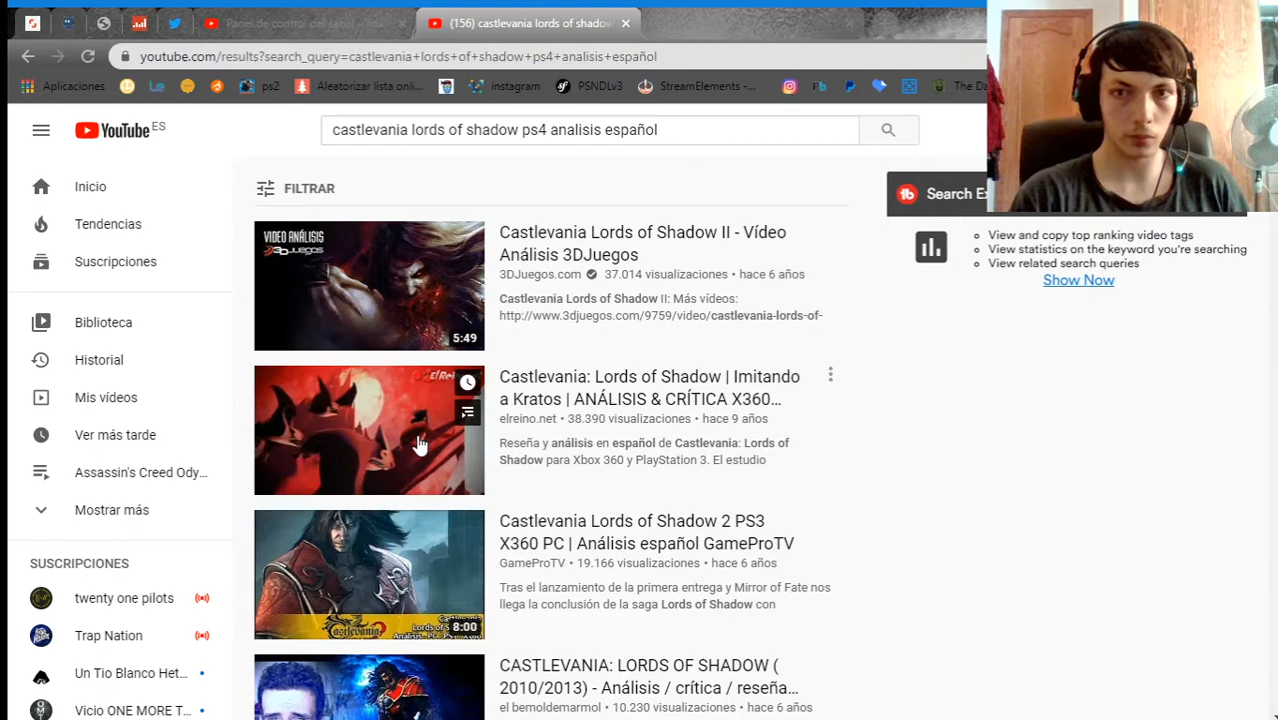 Panel de control del canal
(156) castlevania lords of shadow
youtube.com/results?search_query=castlevania+lords+of+shadow+ps4+analisis+español
Aplicaciones
ps2
Aleatorizar lista onli...
instagram
PSNDLv3
StreamElements -...
The Da
YouTube ES
castlevania lords of shadow ps4 analisis español
Inicio
Tendencias
Suscripciones
Biblioteca
Historial
Mis vídeos
Ver más tarde
Assassin's Creed Ody...
Mostrar más
SUSCRIPCIONES
twenty one pilots
Trap Nation
Un Tio Blanco Het...
Vicio ONE MORE T...
FILTRAR
VIDEO ANÁLISIS
3DJUEGOS
5:49
Castlevania Lords of Shadow II - Vídeo
Análisis 3DJuegos
3DJuegos.com 37.014 visualizaciones • hace 6 años
Castlevania Lords of Shadow II: Más vídeos:
http://www.3djuegos.com/9759/video/castlevania-lords-of-
Castlevania: Lords of Shadow | Imitando
a Kratos | ANÁLISIS & CRÍTICA X360...
elreino.net • 38.390 visualizaciones • hace 9 años
Reseña y análisis en español de Castlevania: Lords of
Shadow para Xbox 360 y PlayStation 3. El estudio
8:00
Castlevania Lords of Shadow 2 PS3
X360 PC | Análisis español GameProTV
GameProTV • 19.166 visualizaciones • hace 6 años
Tras el lanzamiento de la primera entrega y Mirror of Fate nos
llega la conclusión de la saga Lords of Shadow con
CASTLEVANIA: LORDS OF SHADOW (
2010/2013) - Análisis / crítica / reseña...
el bemoldemarmol • 10.230 visualizaciones • hace 6 años
Search Ex
View and copy top ranking video tags
View statistics on the keyword you're searching
View related search queries
Show Now